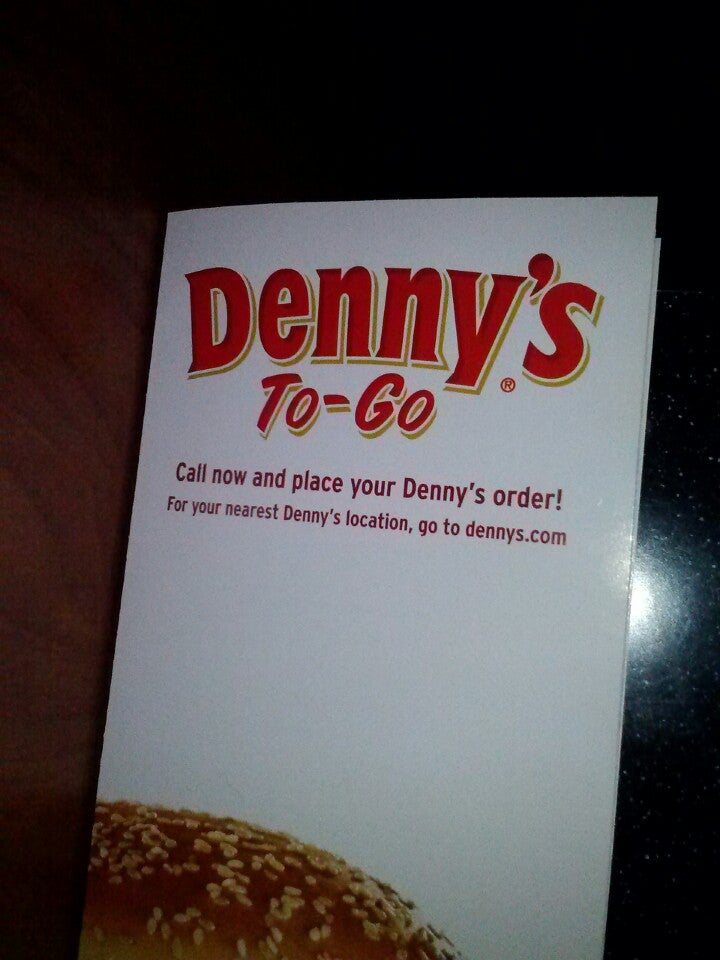 Denny's
To-Go
Call now and place your Denny's order!
For your nearest Denny's location, go to dennys.com